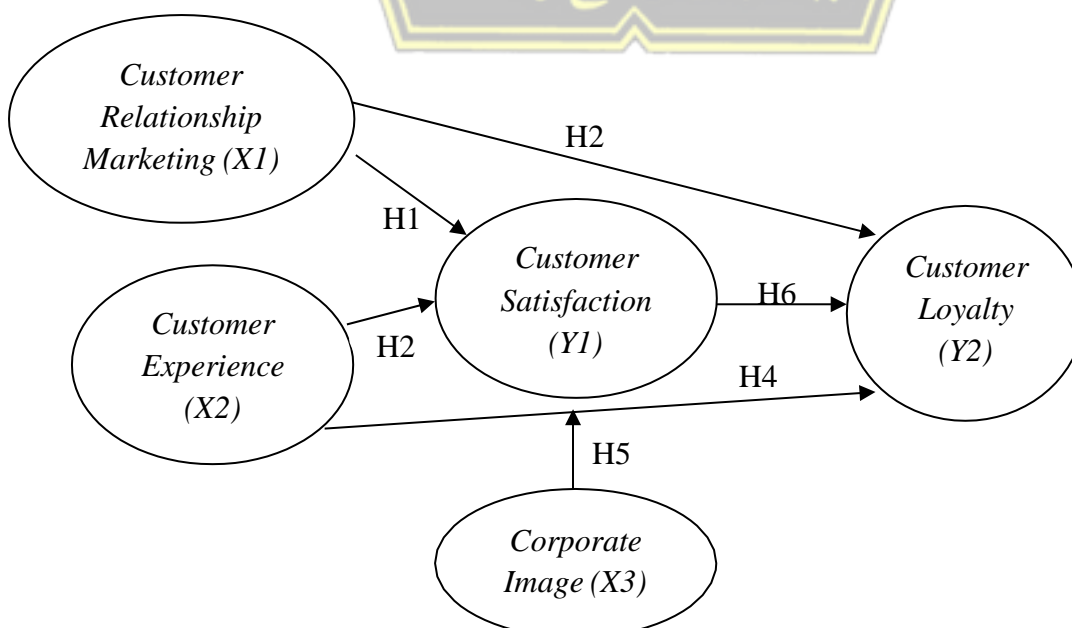 Customer
Relationship
Marketing (X1)
H2
H1
Customer
Satisfaction
(Y1)
Customer
Loyalty
(Y2)
H6
Customer
Experience
(X2)
H2
H4
H5
Corporate
Image (X3)